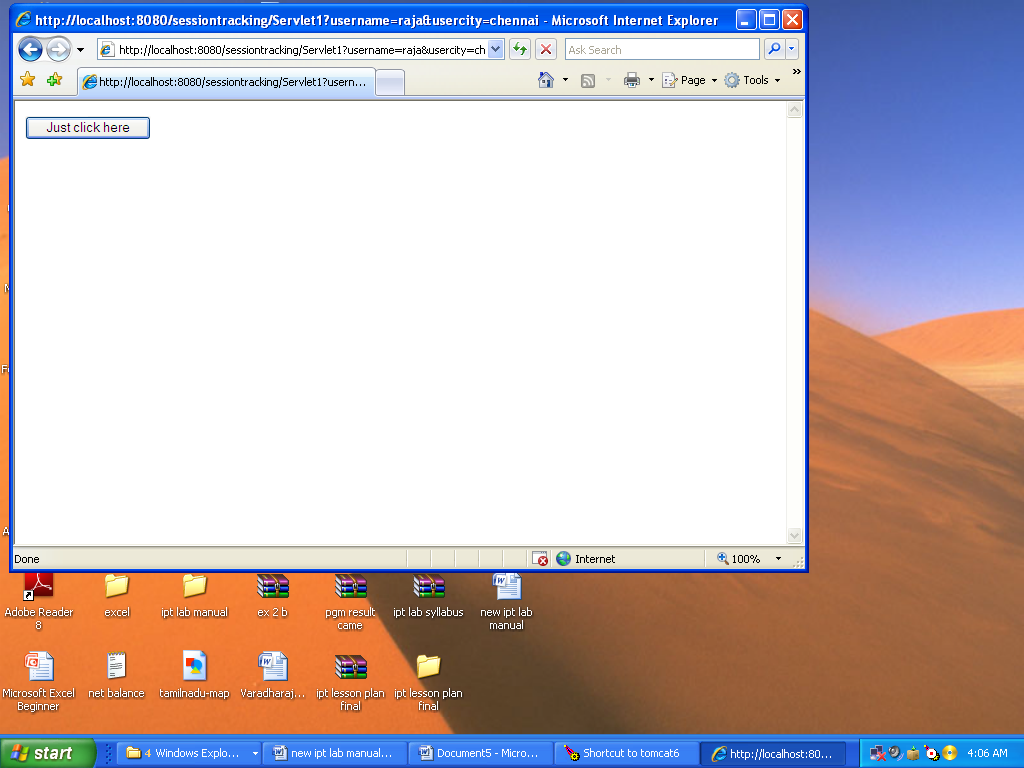 http://localhost:8080/sessiontracking/Servlet1?username=raja&usercity=chennai - Microsoft Internet Explorer
http://localhost:8080/sessiontracking/Servlet1?username=raja&usercity=ch
Ask Search
http://localhost:8080/sessiontracking/Servlet1?usern...
Page
Tools
»
Just click here
Done
Internet
100%
Adobe Reader 8
excel
ipt lab manual
ex 2 b
pgm result came
ipt lab syllabus
new ipt lab manual
Microsoft Excel Beginner
net balance
tamilnadu-map
Varadharaj...
ipt lesson plan final
ipt lesson plan final
start
4 Windows Explo...
new ipt lab manual...
Document5 - Micro...
Shortcut to tomcat6
http://localhost:80...
4:06 AM